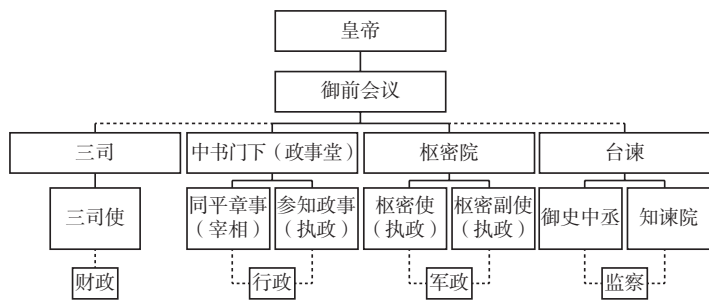 皇帝
御前会议
三司
中书门下（政事堂）
枢密院
台谏
三司使
同平章事
（宰相）
参知政事
（执政）
枢密使
（执政）
枢密副使
（执政）
御史中丞
知谏院
财政
行政
军政
监察